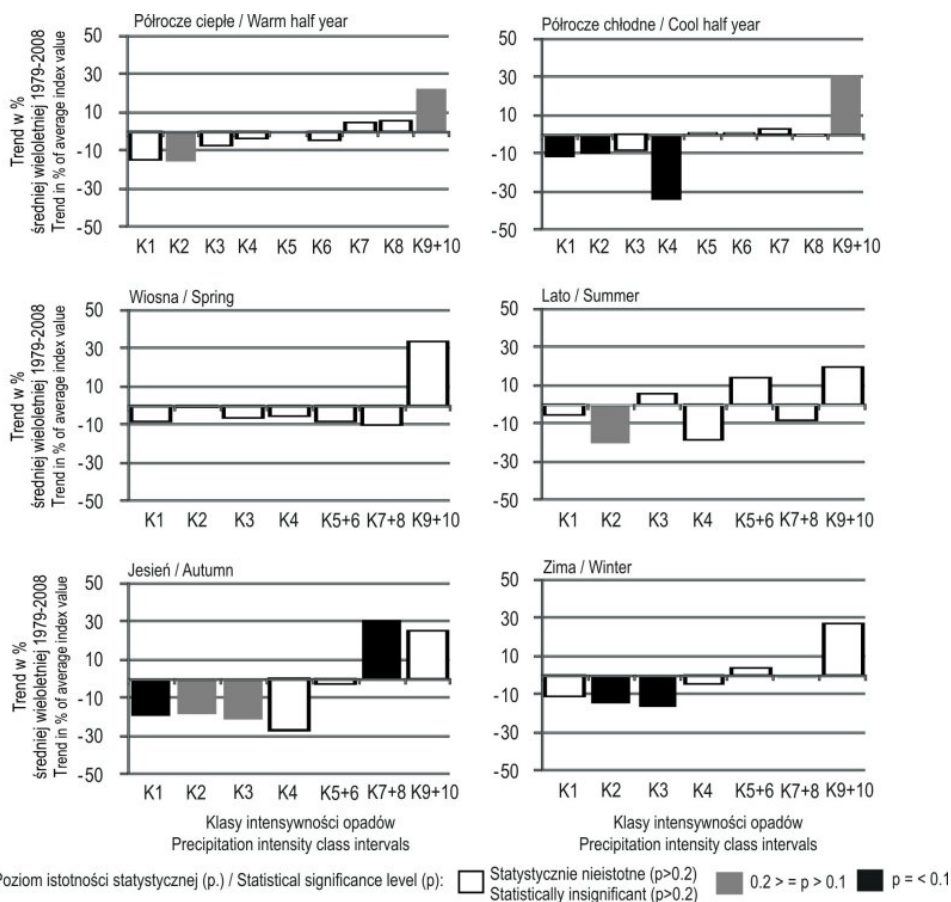 Półrocze ciepłe / Warm half year
Trend w %
średniej wieloletniej 1979-2008
Trend in % of average index value
50
30
10
-10
-30
-50
K1 K2 K3 K4 K5 K6 K7 K8 K9+10
Półrocze chłodne / Cool half year
50
30
10
-10
-30
-50
K1 K2 K3 K4 K5 K6 K7 K8 K9+10
Wiosna / Spring
Trend w %
średniej wieloletniej 1979-2008
Trend in % of average index value
50
30
10
-10
-30
-50
K1 K2 K3 K4 K5+6 K7+8 K9+10
Lato / Summer
50
30
10
-10
-30
-50
K1 K2 K3 K4 K5+6 K7+8 K9+10
Jesień / Autumn
Trend w %
średniej wieloletniej 1979-2008
Trend in % of average index value
50
30
10
-10
-30
-50
K1 K2 K3 K4 K5+6 K7+8 K9+10
Zima / Winter
50
30
10
-10
-30
-50
K1 K2 K3 K4 K5+6 K7+8 K9+10
Klasy intensywności opadów
Precipitation intensity class intervals
Poziom istotności statystycznej (p.) / Statistical significance level (p):
Statystycznie nieistotne (p>0.2)
Statistically insignificant (p>0.2)
0.2 > = p > 0.1
p = < 0.1